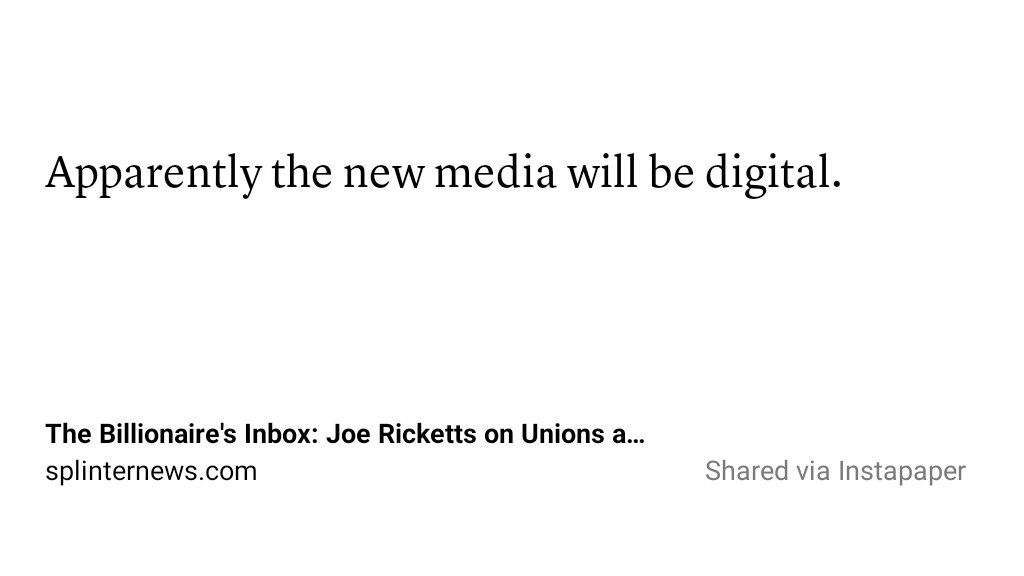 Apparently the new media will be digital.
The Billionaire's Inbox: Joe Ricketts on Unions a…
splinternews.com
Shared via Instapaper